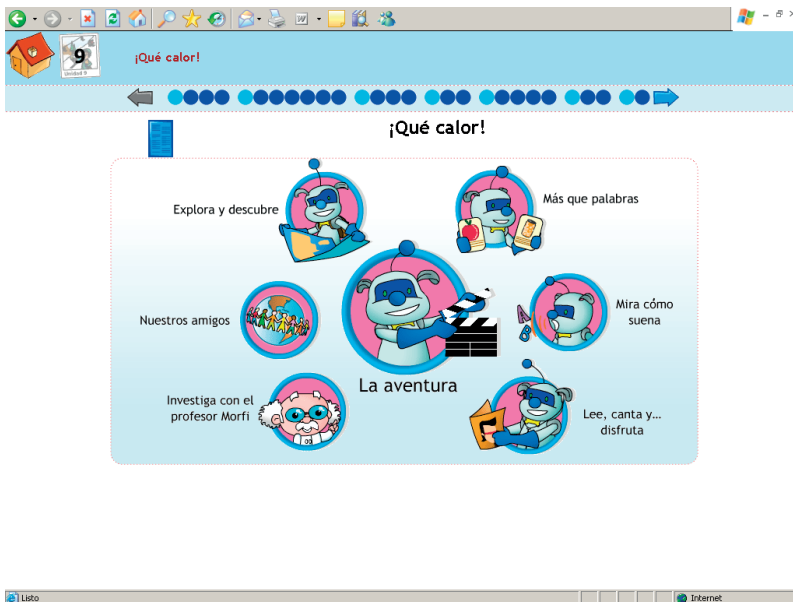 9
Unidad 9
¡Qué calor!
¡Qué calor!
Explora y descubre
Más que palabras
Nuestros amigos
Mira cómo
suena
A
B
La aventura
Investiga con el
profesor Morfi
Lee, canta y...
disfruta
Listo
Internet